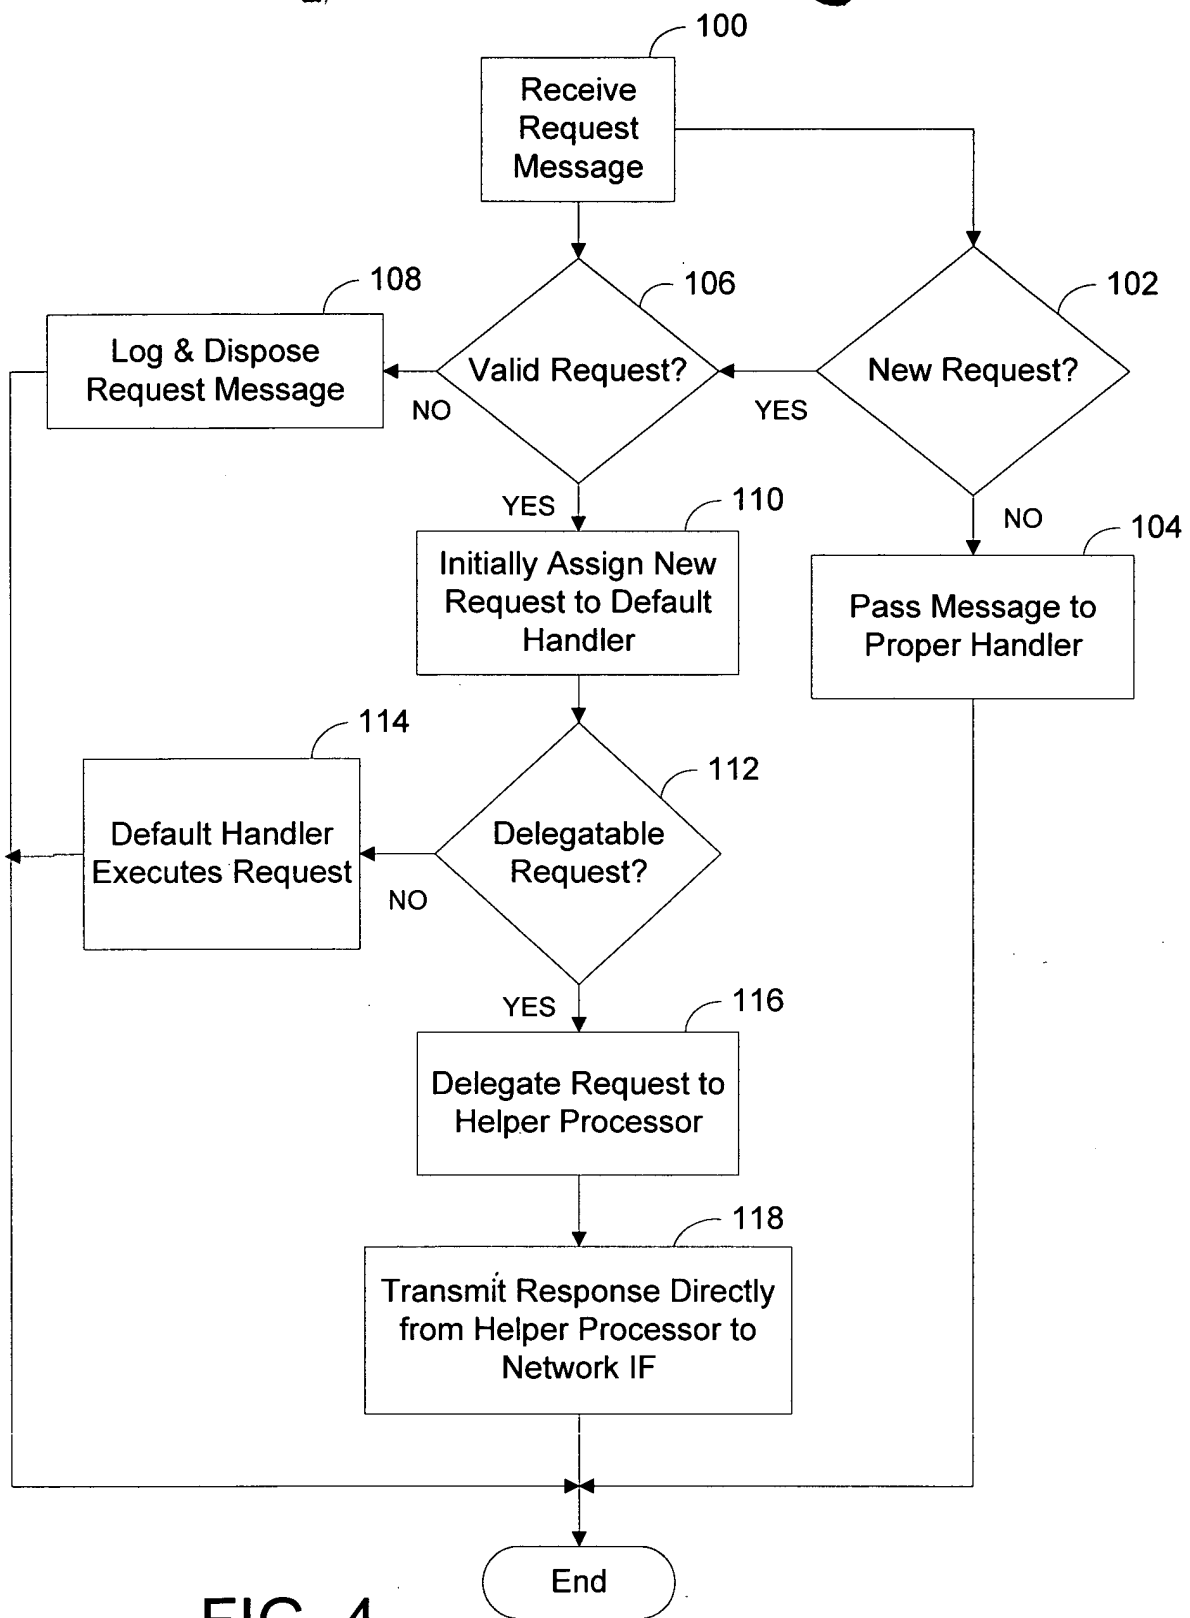 100
Receive
Request
Message
108
106
102
Log & Dispose
Request Message
Valid Request?
New Request?
NO
YES
YES
110
NO
104
Initially Assign New
Request to Default
Handler
Pass Message to
Proper Handler
114
112
Default Handler
Executes Request
Delegatable
Request?
NO
YES
116
Delegate Request to
Helper Processor
118
Transmit Response Directly
from Helper Processor to
Network IF
End
FIG. 4